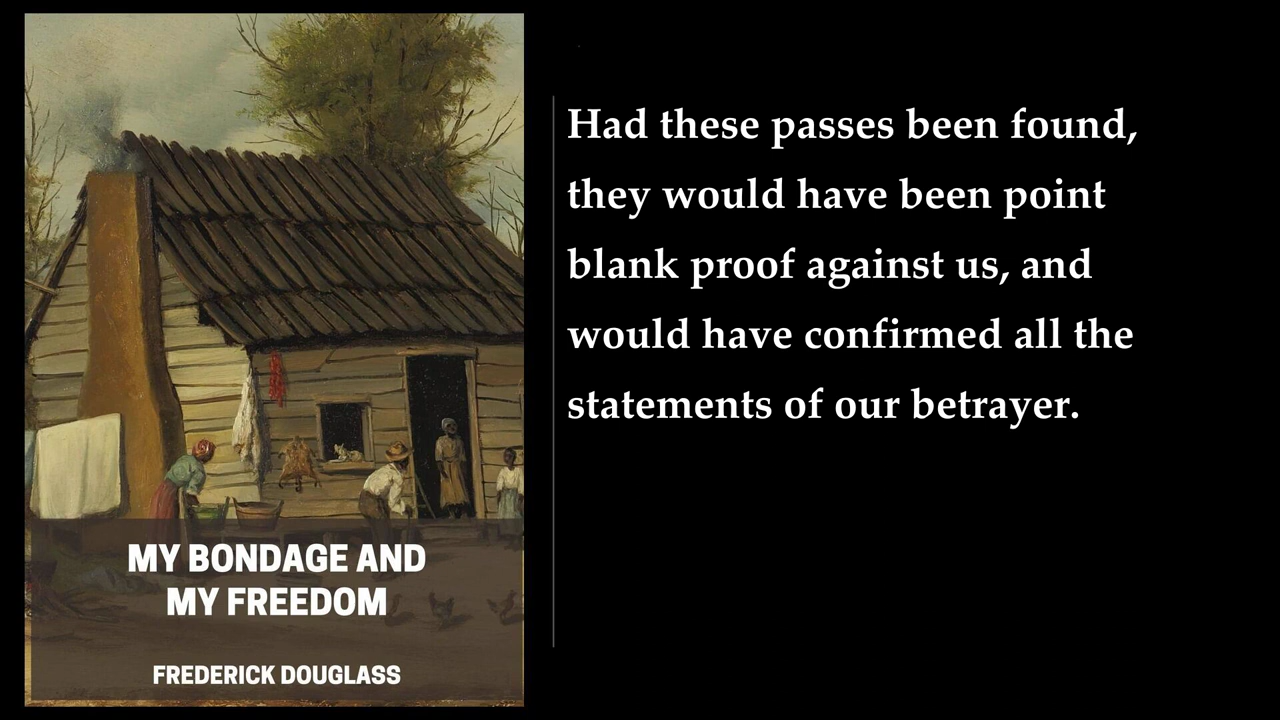 MY BONDAGE AND
MY FREEDOM
FREDERICK DOUGLASS
Had these passes been found,
they would have been point
blank proof against us, and
would have confirmed all the
statements of our betrayer.